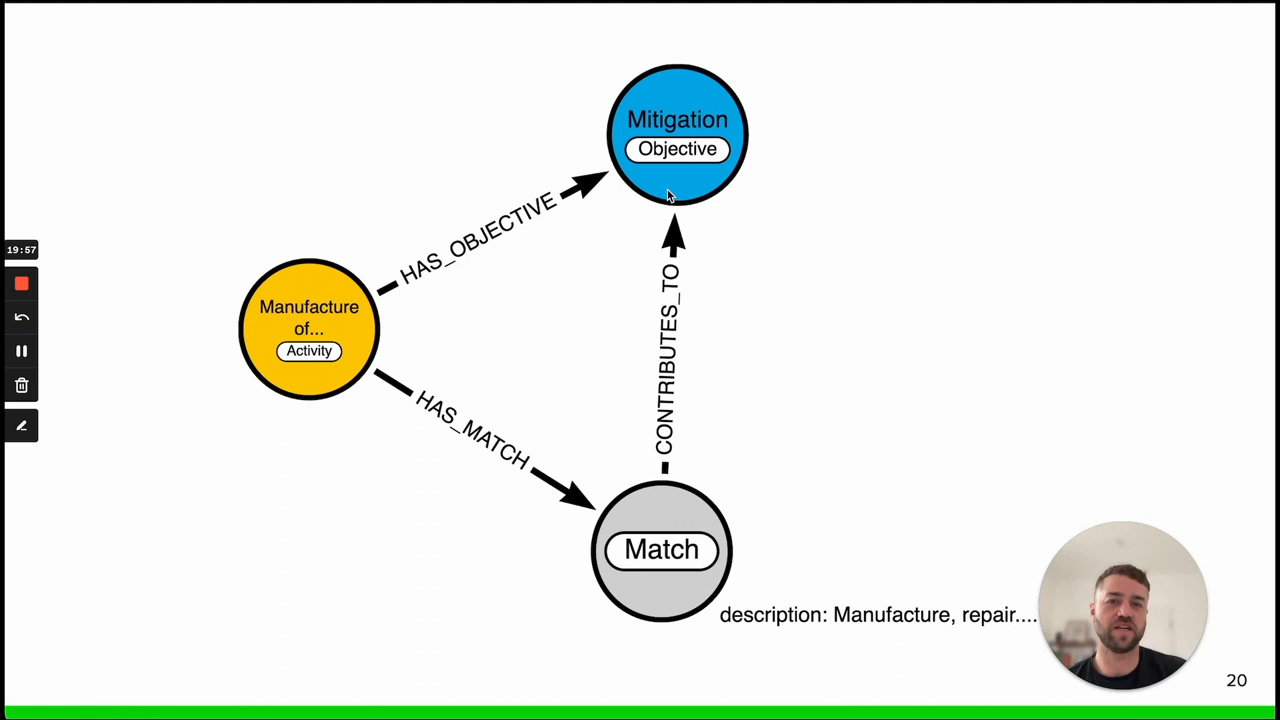 Mitigation
Objective
HAS_OBJECTIVE
19:57
Manufacture
of...
Activity
CONTRIBUTES_TO
HAS_MATCH
Match
description: Manufacture, repair....
20